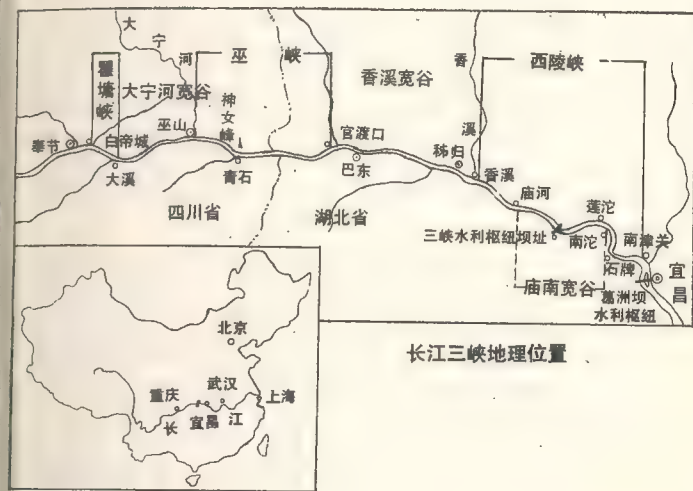 大宁河
瞿塘峡
巫 峡
香溪宽谷
香溪
西陵峡
大宁河宽谷
神女峰
巫山
奉节
白帝城
大溪
青石
官渡口
巴东
秭归
香溪
庙河
莲沱
四川省
湖北省
三峡水利枢纽坝址
南沱
南津关
石牌
宜昌
庙南宽谷
葛洲坝
水利枢纽
长江三峡地理位置
北京
重庆
武汉
上海
长 宜昌 江